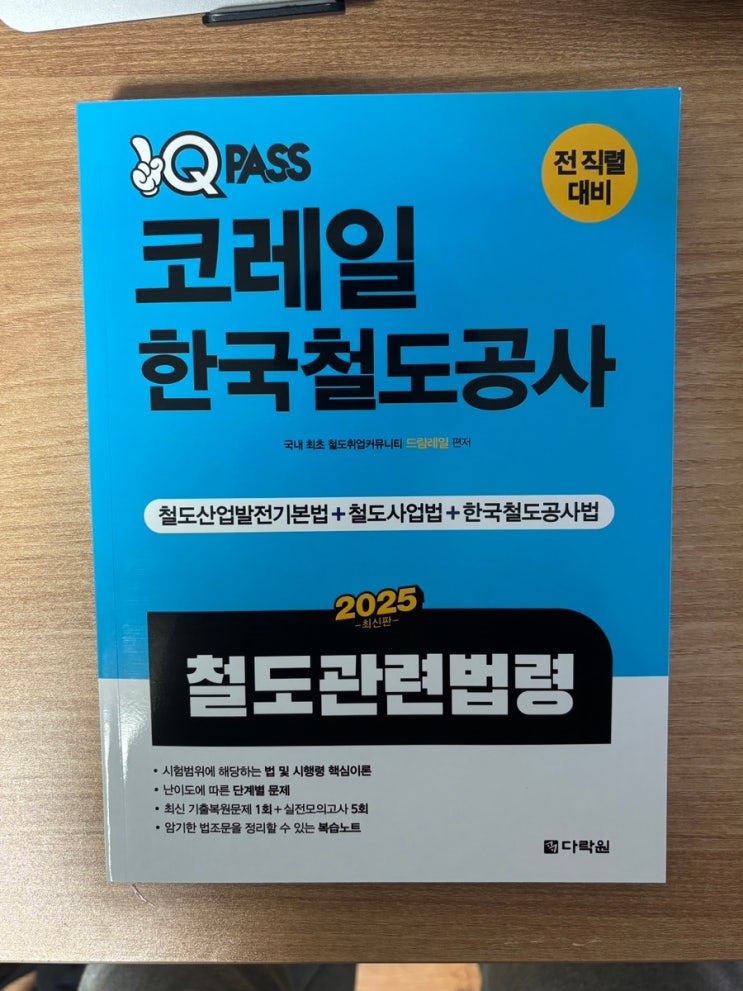 QPASS
전 직렬
대비
코레일
한국철도공사
국내 최초 철도취업커뮤니티 드림레일 편저
철도산업발전기본법+철도사업법+한국철도공사법
2025
-최신판-
철도관련법령
• 시험범위에 해당하는 법 및 시행령 핵심이론
• 난이도에 따른 단계별 문제
• 최신 기출복원문제 1회+실전모의고사 5회
• 암기한 법조문을 정리할 수 있는 복습노트
다락원